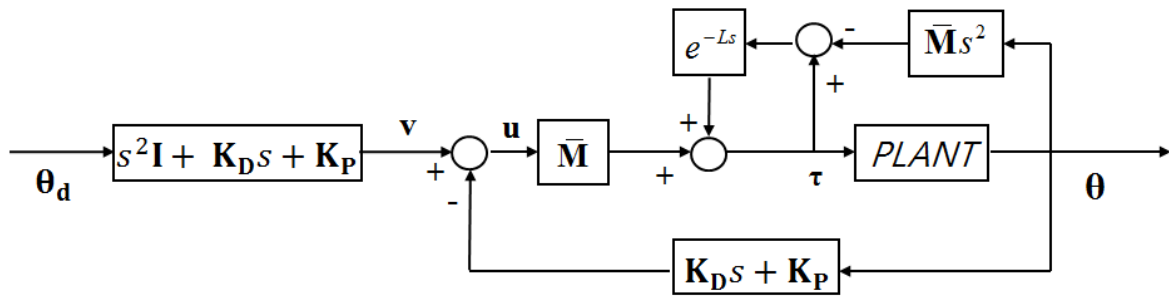 e^{-Ls}
-
M̄s²
+
v
u
+
s²I + K_D s + K_P
+
M̄
+
PLANT
θ_d
-
τ
θ
K_D s + K_P